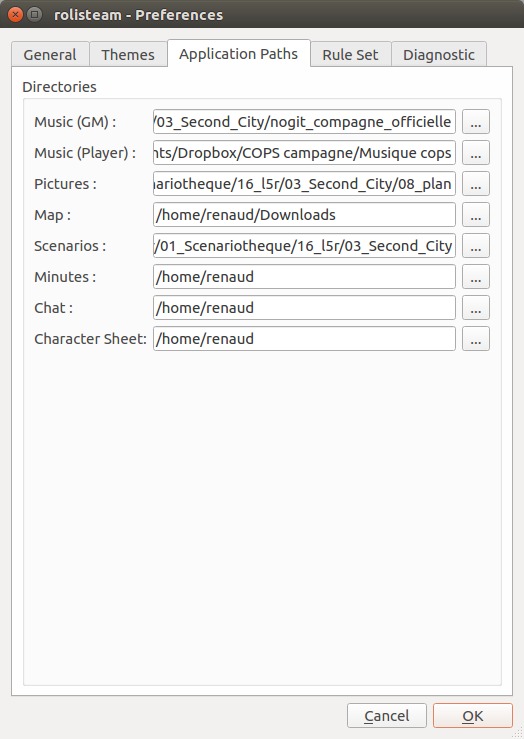 rolisteam - Preferences
General Themes Application Paths Rule Set Diagnostic
Directories
Music (GM) : /03_Second_City/nogit_compagne_officielle ...
Music (Player) : nts/Dropbox/COPS campagne/Musique cops ...
Pictures : nariotheque/16_l5r/03_Second_City/08_plan ...
Map : /home/renaud/Downloads ...
Scenarios : /01_Scenariotheque/16_l5r/03_Second_City ...
Minutes : /home/renaud ...
Chat : /home/renaud ...
Character Sheet: /home/renaud ...
Cancel OK